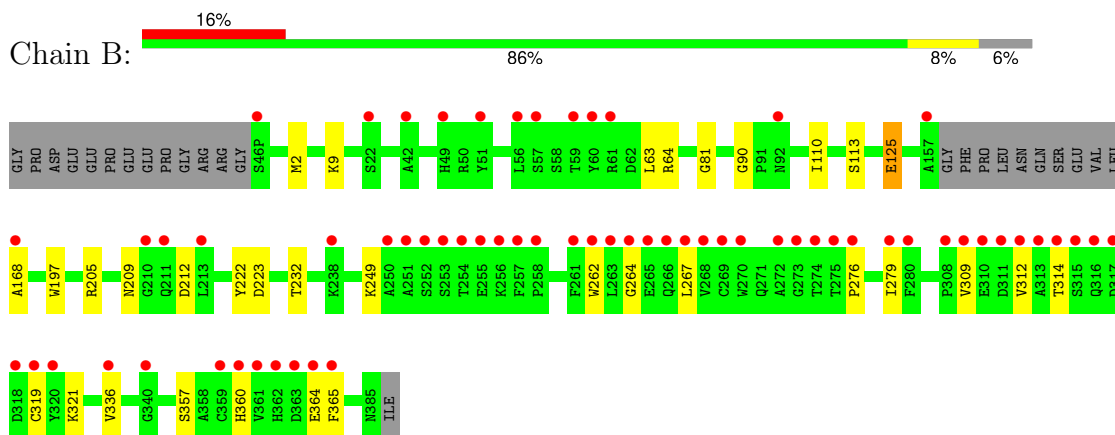 16%
Chain B:
86% 8% 6%
GLY PRO ASP GLU GLU PRO GLU GLU PRO GLY ARG ARG GLY S46P M2 K9 S22 A42 H49 R50 Y51 L56 S57 S58 T59 Y60 R61 D62 L63 R64 G81 G90 P91 N92 I110 S113 E125 A157 GLY PHE PRO LEU ASN GLN SER GLU VAL LEU
A168 W197 R205 N209 G210 Q211 D212 L213 Y222 D223 T232 K238 K249 A250 A251 S252 S253 T254 E255 K256 F257 P258 F261 W262 L263 G264 E265 Q266 L267 V268 C269 W270 Q271 A272 G273 T274 T275 P276 I279 F280 P308 V309 E310 D311 V312 A313 T314 S315 Q316 D317
D318 C319 Y320 K321 V336 G340 S357 A358 C359 H360 V361 H362 D363 E364 F365 N385 ILE